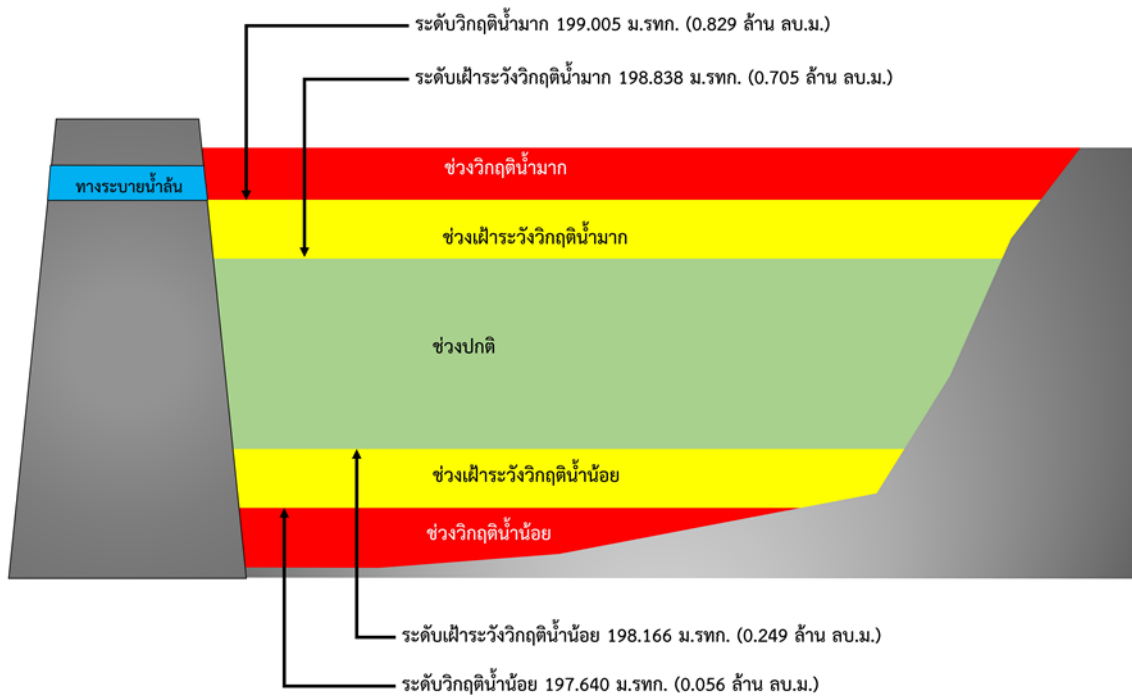 ระดับวิกฤติน้ำมาก 199.005 ม.รทก. (0.829 ล้าน ลบ.ม.)
ระดับเฝ้าระวังวิกฤติน้ำมาก 198.838 ม.รทก. (0.705 ล้าน ลบ.ม.)
ช่วงวิกฤติน้ำมาก
ทางระบายน้ำล้น
ช่วงเฝ้าระวังวิกฤติน้ำมาก
ช่วงปกติ
ช่วงเฝ้าระวังวิกฤติน้ำน้อย
ช่วงวิกฤติน้ำน้อย
ระดับเฝ้าระวังวิกฤติน้ำน้อย 198.166 ม.รทก. (0.249 ล้าน ลบ.ม.)
ระดับวิกฤติน้ำน้อย 197.640 ม.รทก. (0.056 ล้าน ลบ.ม.)